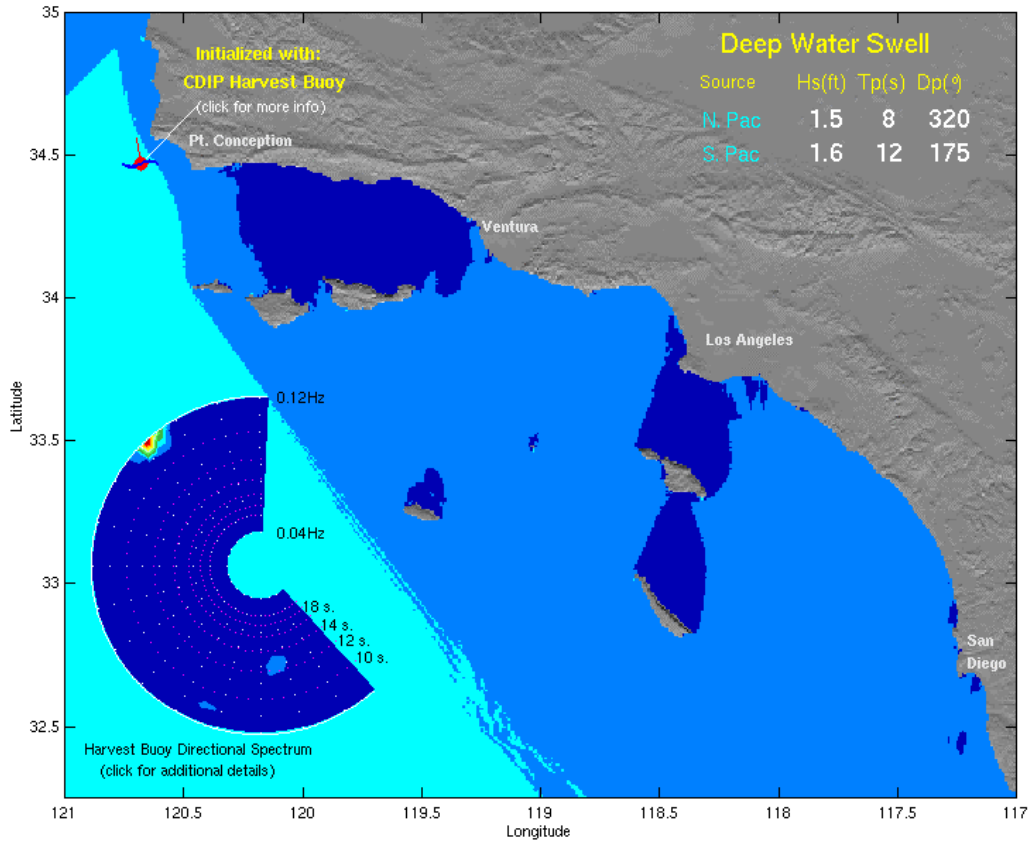 Initialized with:
CDIP Harvest Buoy
(click for more info)
Deep Water Swell
Source Hs(ft) Tp(s) Dp(º)
N. Pac 1.5 8 320
S. Pac 1.6 12 175
Pt. Conception
Ventura
Los Angeles
San
Diego
0.12Hz
0.04Hz
18 s.
14 s.
12 s.
10 s.
Harvest Buoy Directional Spectrum
(click for additional details)
Latitude
35
34.5
34
33.5
33
32.5
121 120.5 120 119.5 119 118.5 118 117.5 117
Longitude